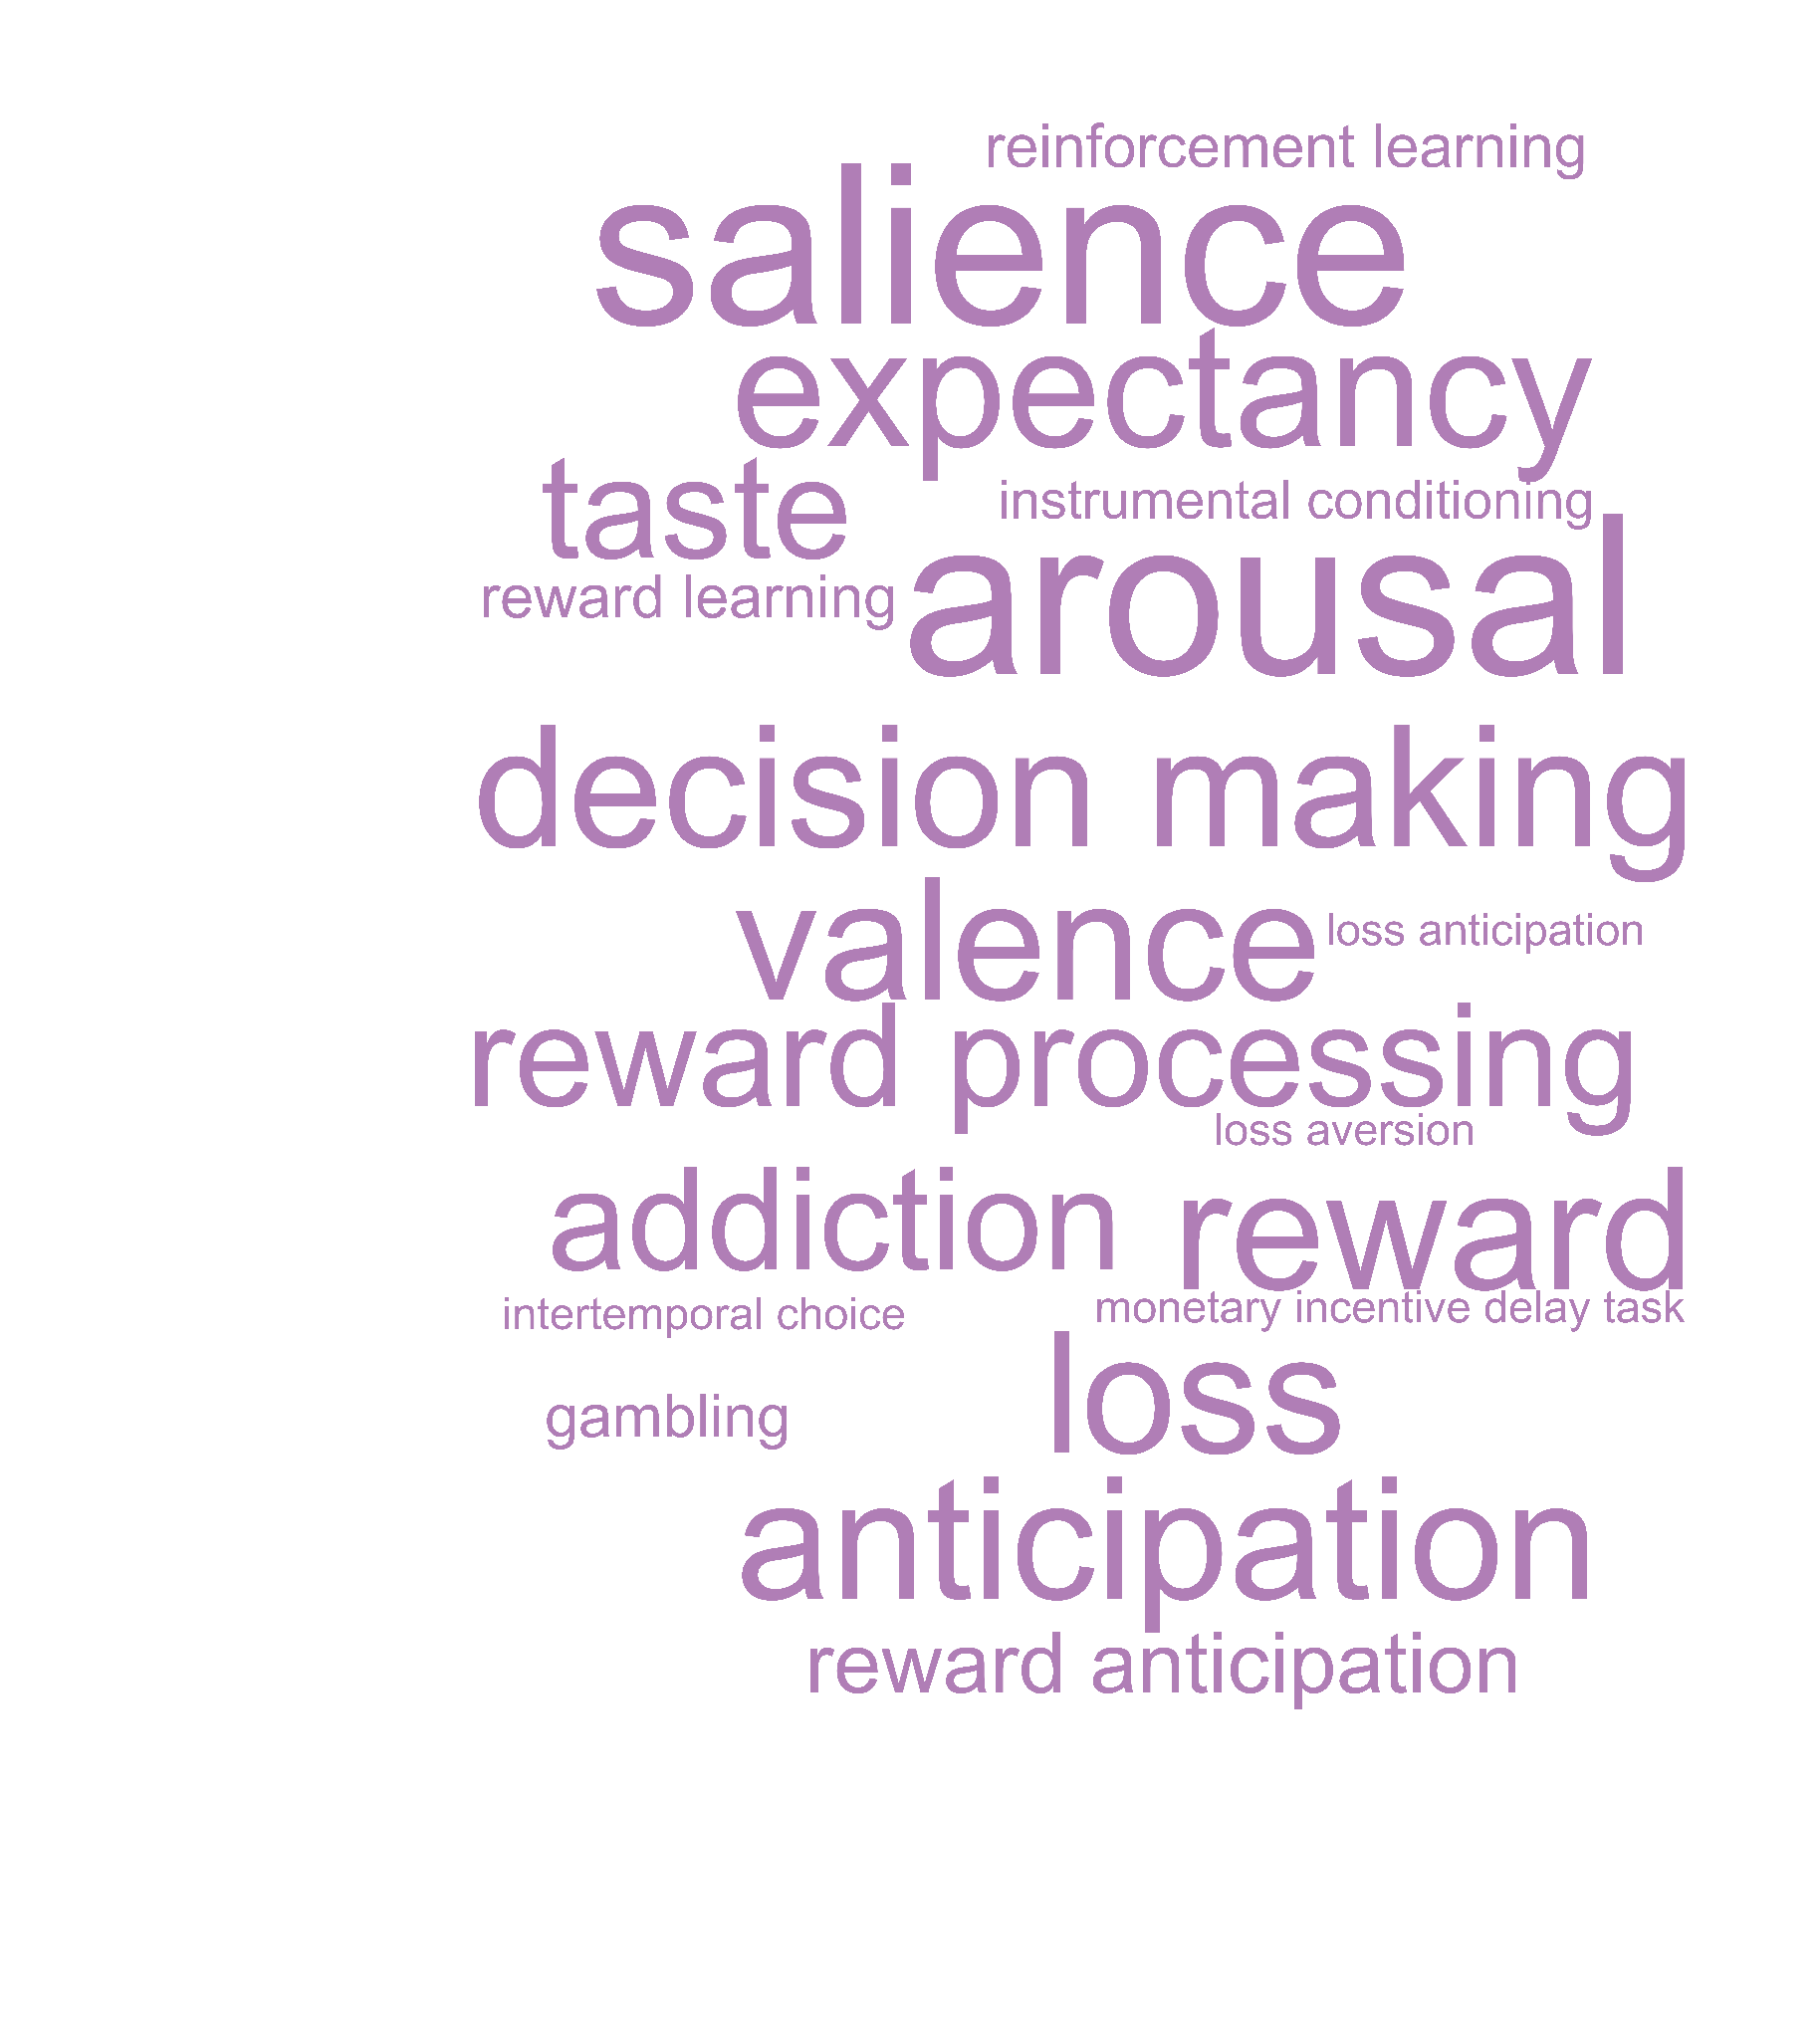 reinforcement learning
salience
expectancy
taste
instrumental conditioning
reward learning
arousal
decision making
valence
loss anticipation
reward processing
loss aversion
addiction
reward
intertemporal choice
monetary incentive delay task
loss
gambling
anticipation
reward anticipation